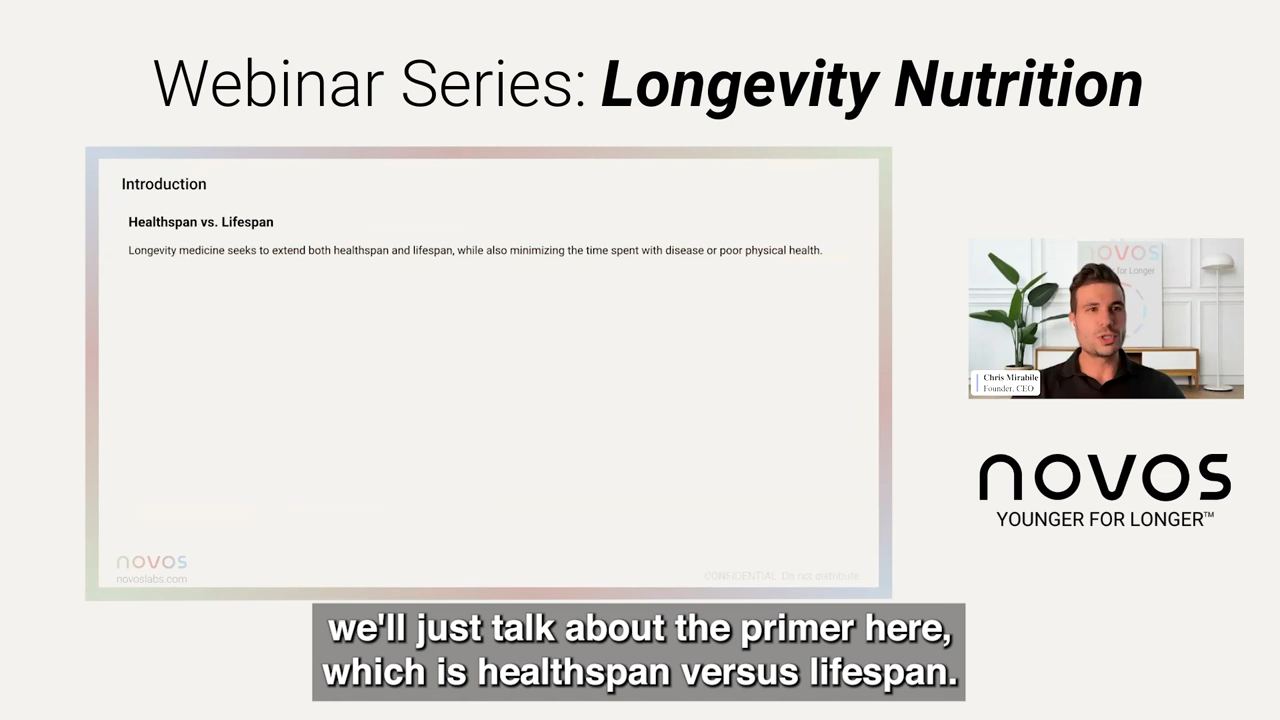 Webinar Series: Longevity Nutrition
Introduction
Healthspan vs. Lifespan
Longevity medicine seeks to extend both healthspan and lifespan, while also minimizing the time spent with disease or poor physical health.
novos
novoslabs.com
CONFIDENTIAL. Do not distribute
novos
for Longer
Chris Mirabile
Founder, CEO
novos
YOUNGER FOR LONGER™
we'll just talk about the primer here,
which is healthspan versus lifespan.